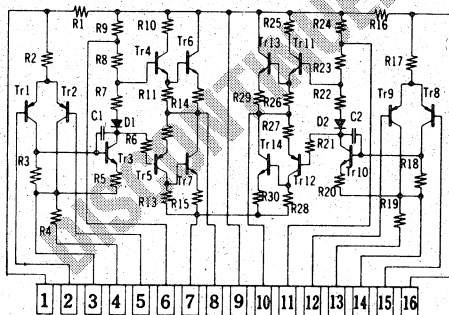 R1 R9 R10 R25 R24 R16
R2 Tr4 Tr6 Tr13 Tr11 R17
R8 R23
Tr1 Tr2 R7 R11 R14 R29 R26 R22 Tr9 Tr8
C1 D1 R27 D2 C2
R6 Tr14 R21
R3 R5 Tr3 Tr5 Tr7 Tr12 Tr10 R18
R4 R13 R15 R30 R28 R20 R19
DISCONTINUED
1 2 3 4 5 6 7 8 9 10 11 12 13 14 15 16